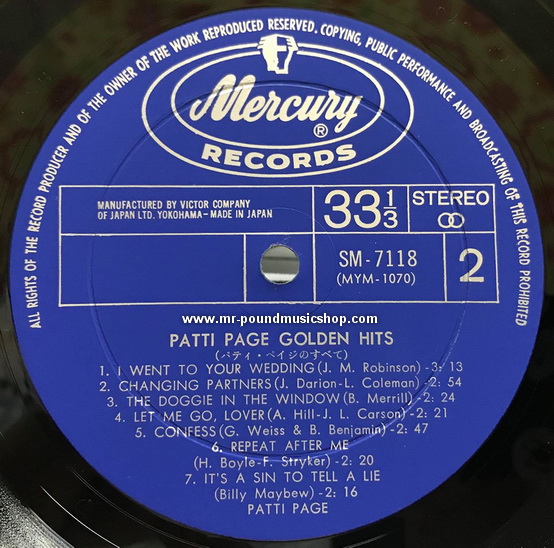 ALL RIGHTS OF THE RECORD PRODUCER AND OF THE OWNER OF THE WORK REPRODUCED RESERVED. COPYING, PUBLIC PERFORMANCE AND BROADCASTING OF THIS RECORD PROHIBITED
Mercury
®
RECORDS
MANUFACTURED BY VICTOR COMPANY
OF JAPAN LTD. YOKOHAMA-MADE IN JAPAN
33 1/3
STEREO
SM-7118
(MYM-1070)
2
www.mr-poundmusicshop.com
PATTI PAGE GOLDEN HITS
(パティ・ペイジのすべて)
1. I WENT TO YOUR WEDDING(J. M. Robinson)-3: 13
2. CHANGING PARTNERS(J. Darion-L. Coleman)-2: 54
3. THE DOGGIE IN THE WINDOW(B. Merrill)-2: 24
4. LET ME GO, LOVER(A. Hill-J. L. Carson)-2: 21
5. CONFESS(G. Weiss & B. Benjamin)-2: 47
6. REPEAT AFTER ME
(H. Boyle-F. Stryker)-2: 20
7. IT'S A SIN TO TELL A LIE
(Billy Maybew)-2: 16
PATTI PAGE